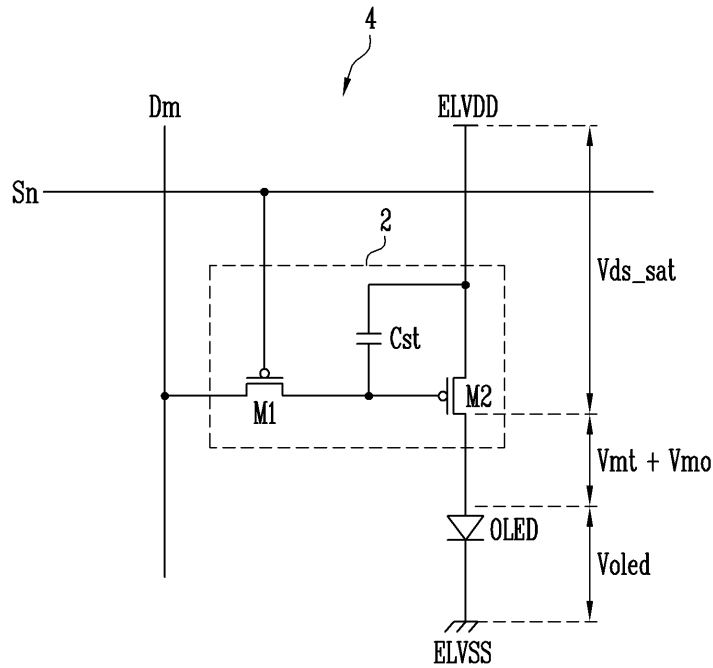 4
Dm
ELVDD
Sn
2
Vds_sat
Cst
M1
M2
Vmt + Vmo
OLED
Voled
ELVSS